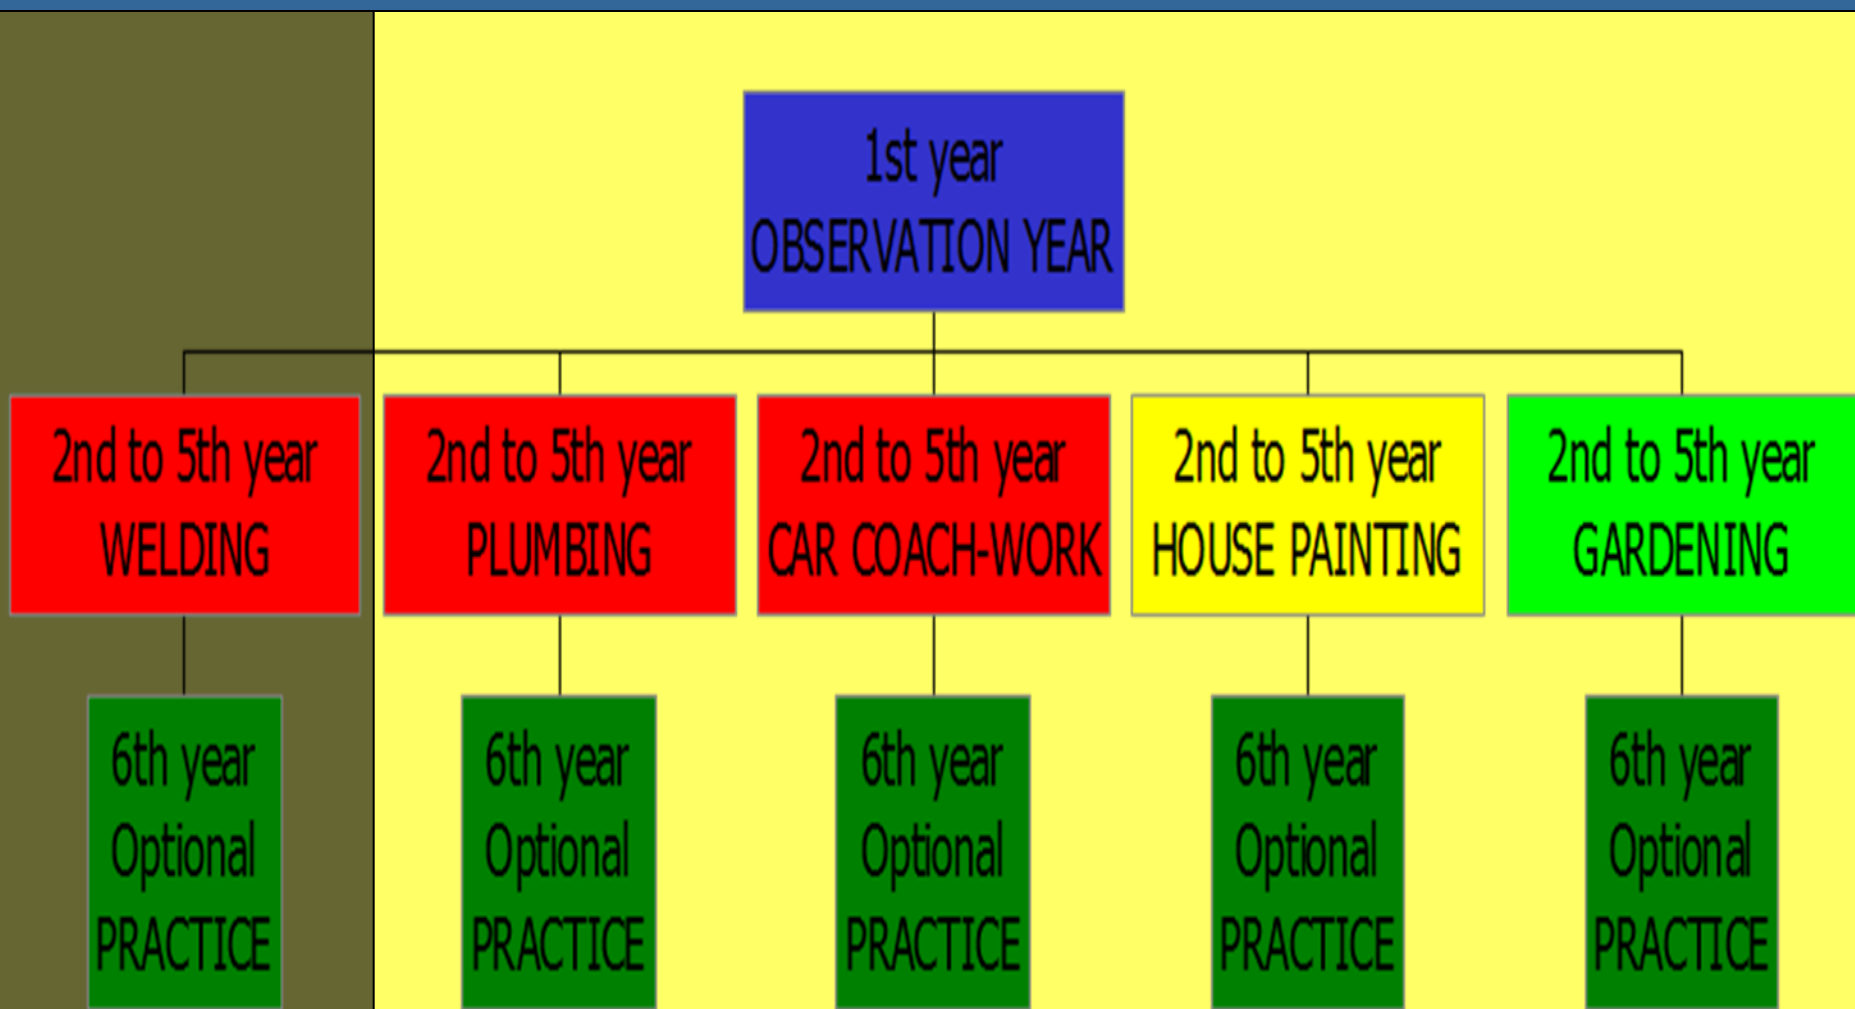 1st year
OBSERVATION YEAR
2nd to 5th year
WELDING
2nd to 5th year
PLUMBING
2nd to 5th year
CAR COACH-WORK
2nd to 5th year
HOUSE PAINTING
2nd to 5th year
GARDENING
6th year
Optional
PRACTICE
6th year
Optional
PRACTICE
6th year
Optional
PRACTICE
6th year
Optional
PRACTICE
6th year
Optional
PRACTICE